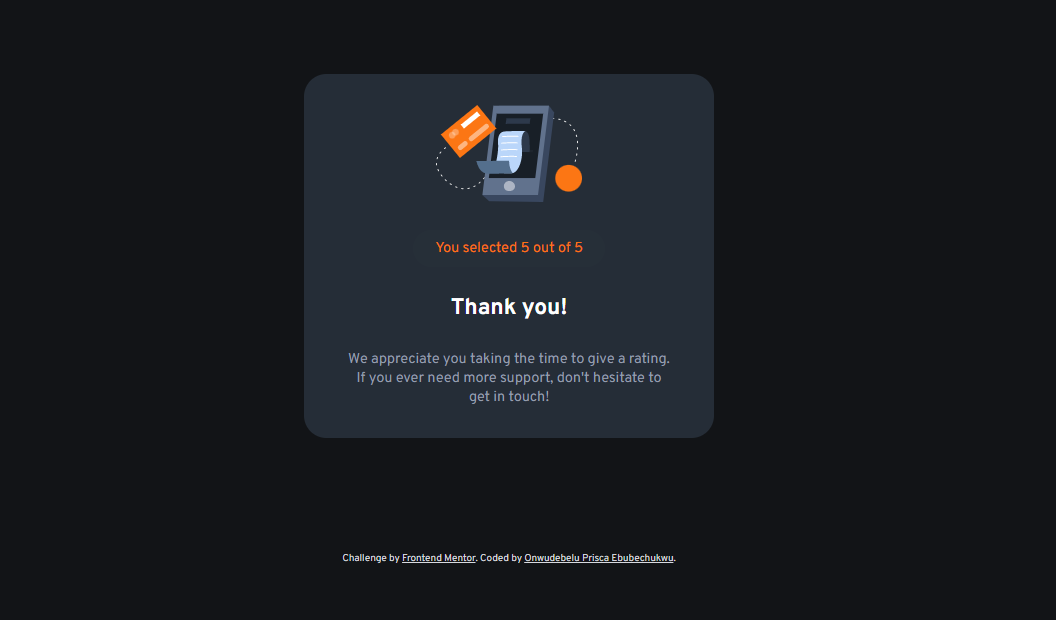 You selected 5 out of 5
Thank you!
We appreciate you taking the time to give a rating.
If you ever need more support, don't hesitate to
get in touch!
Challenge by Frontend Mentor. Coded by Onwudebelu Prisca Ebubechukwu.